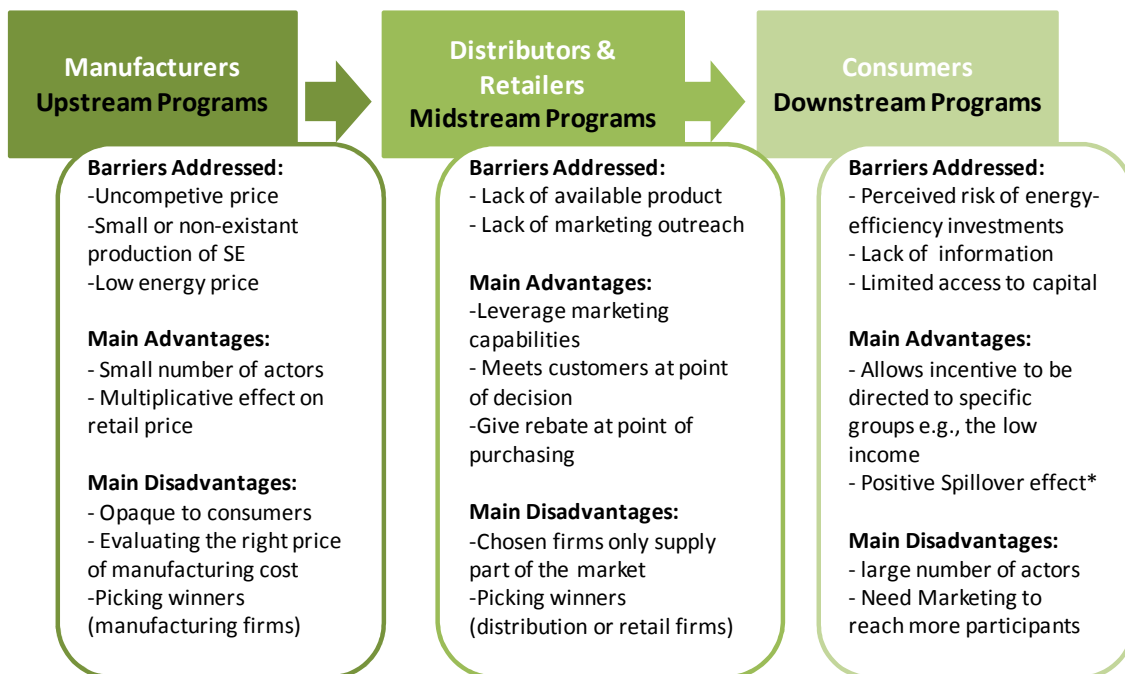 Manufacturers
Upstream Programs
Barriers Addressed:
-Uncompetive price
-Small or non-existant
production of SE
-Low energy price
Main Advantages:
- Small number of actors
- Multiplicative effect on
retail price
Main Disadvantages:
- Opaque to consumers
- Evaluating the right price
of manufacturing cost
-Picking winners
(manufacturing firms)
Distributors &
Retailers
Midstream Programs
Barriers Addressed:
- Lack of available product
- Lack of marketing outreach
Main Advantages:
-Leverage marketing
capabilities
- Meets customers at point
of decision
-Give rebate at point of
purchasing
Main Disadvantages:
-Chosen firms only supply
part of the market
-Picking winners
(distribution or retail firms)
Consumers
Downstream Programs
Barriers Addressed:
- Perceived risk of energy-
efficiency investments
- Lack of information
- Limited access to capital
Main Advantages:
- Allows incentive to be
directed to specific
groups e.g., the low
income
- Positive Spillover effect*
Main Disadvantages:
- large number of actors
- Need Marketing to
reach more participants